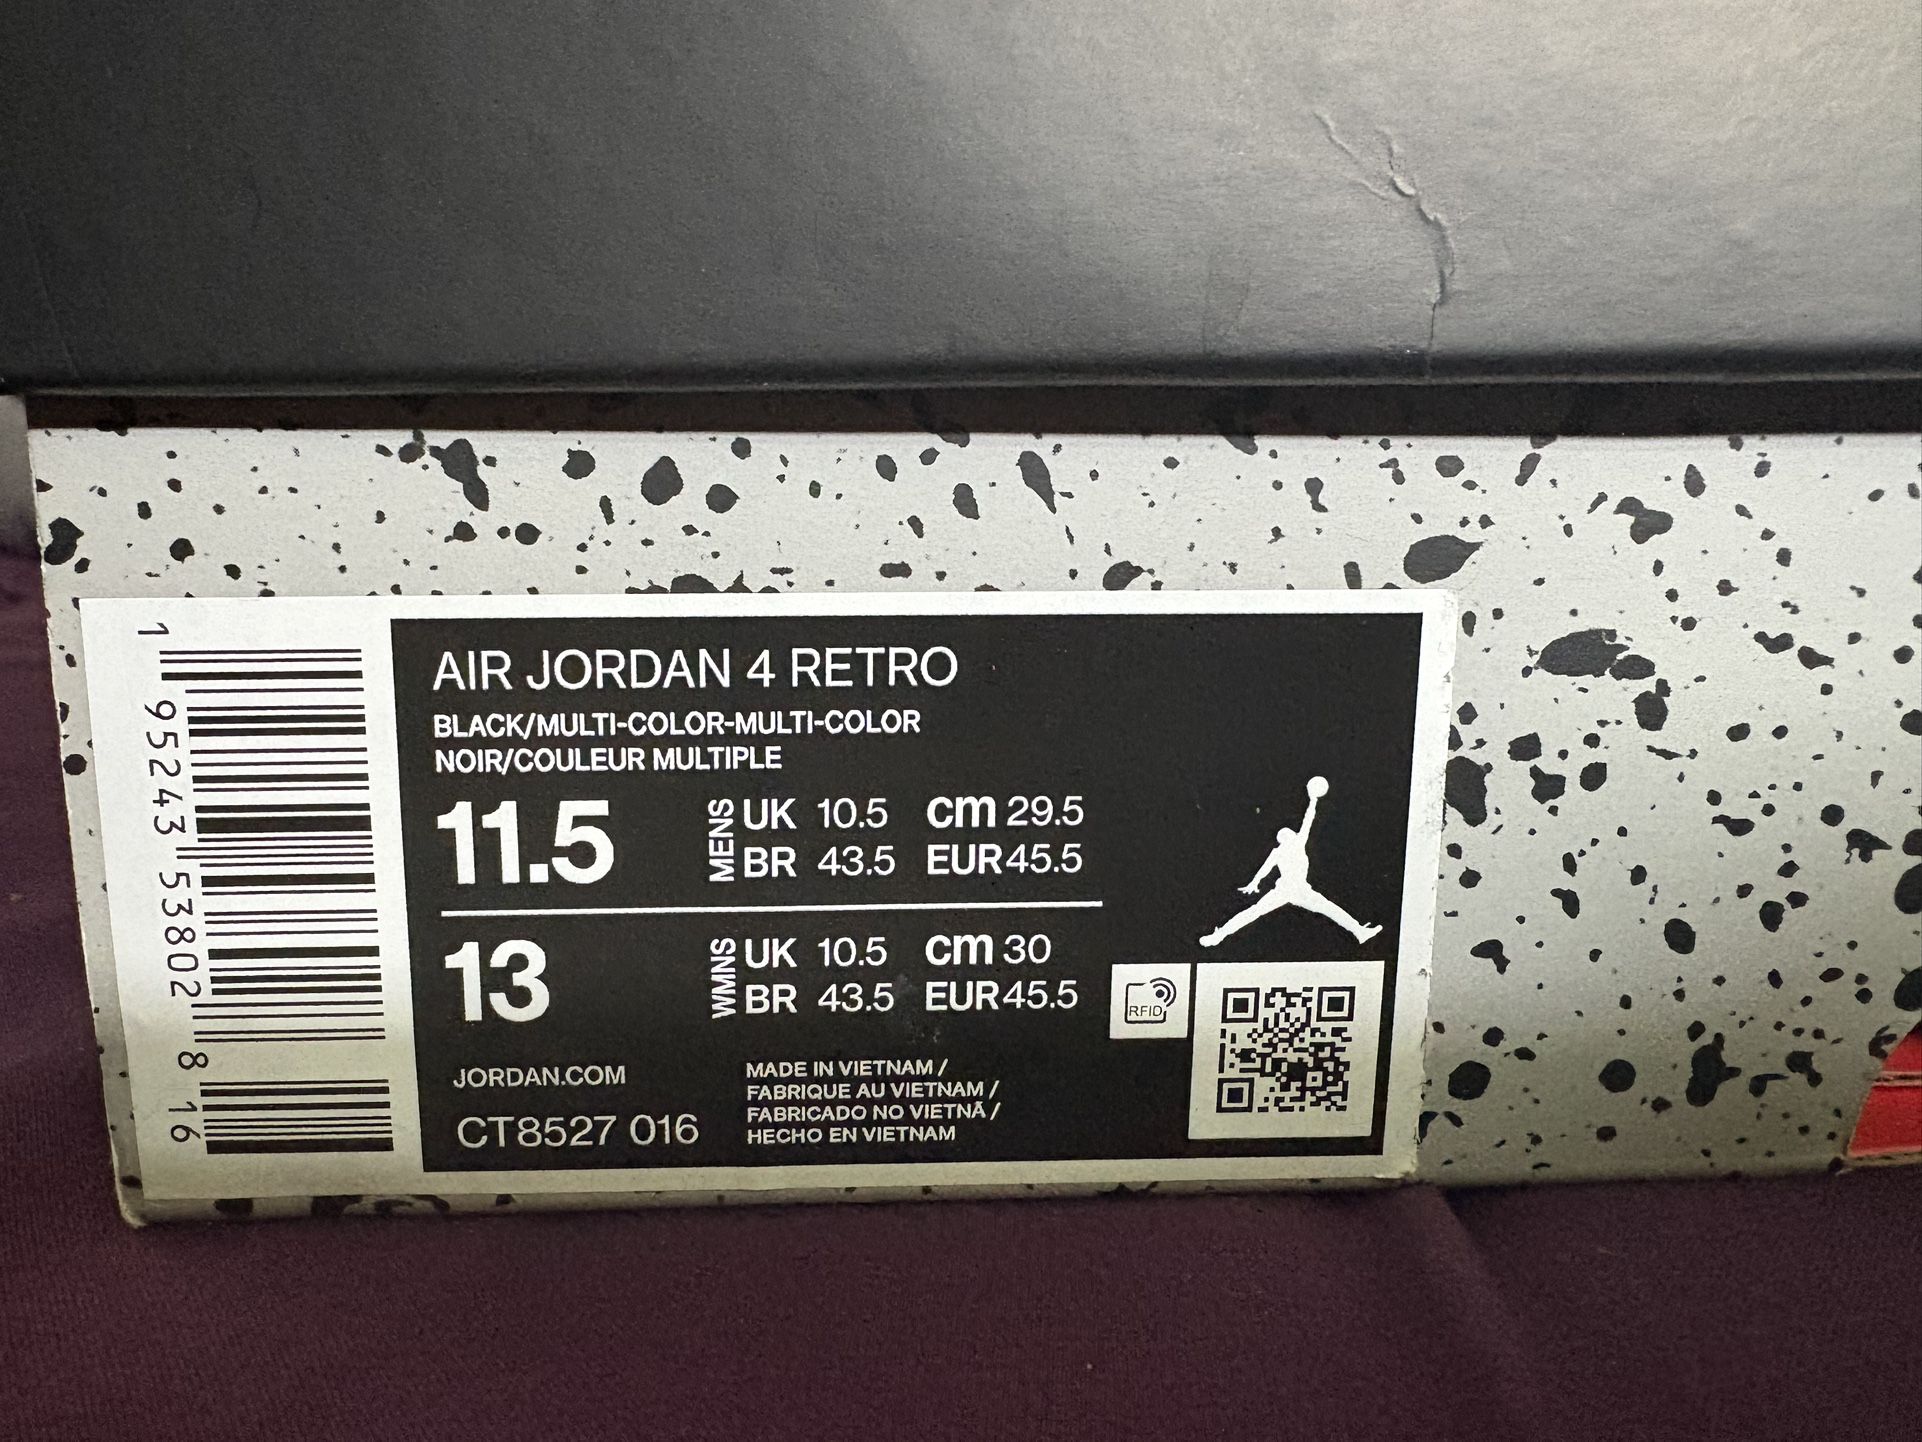 AIR JORDAN 4 RETRO
BLACK/MULTI-COLOR-MULTI-COLOR
NOIR/COULEUR MULTIPLE
11.5 MENS UK 10.5 cm 29.5
BR 43.5 EUR 45.5
13 WMNS UK 10.5 cm 30
BR 43.5 EUR 45.5
RFID
JORDAN.COM
CT8527 016
MADE IN VIETNAM /
FABRIQUE AU VIETNAM /
FABRICADO NO VIETNÃ /
HECHO EN VIETNAM
1 95243 53802 8 16